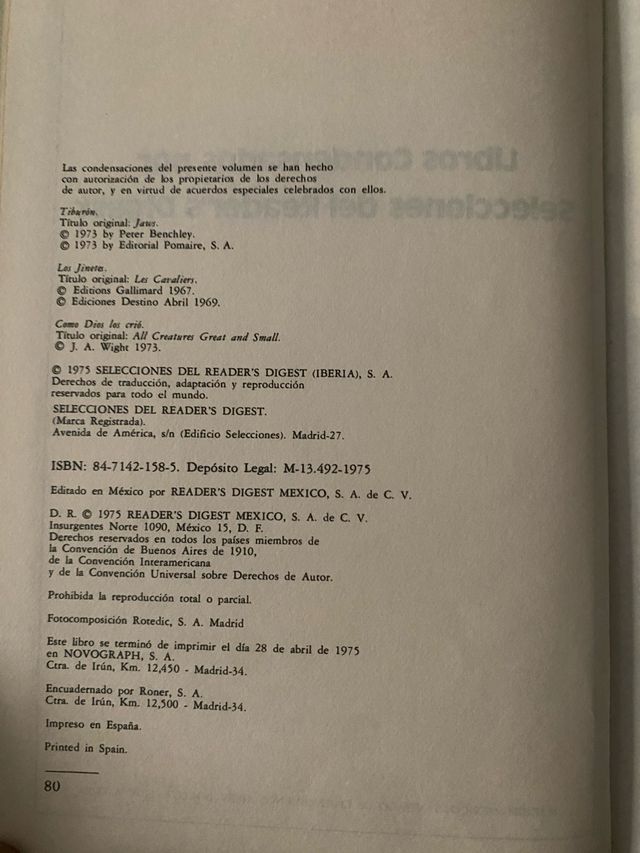 Las condensaciones del presente volumen se han hecho
con autorización de los propietarios de los derechos
de autor, y en virtud de acuerdos especiales celebrados con ellos.
Tiburón.
Título original: Jaws.
© 1973 by Peter Benchley.
© 1973 by Editorial Pomaire, S. A.
Los Jinetes.
Título original: Les Cavaliers.
© Editions Gallimard 1967.
© Ediciones Destino Abril 1969.
Como Dios los crió.
Título original: All Creatures Great and Small.
© J. A. Wight 1973.
© 1975 SELECCIONES DEL READER'S DIGEST (IBERIA), S. A.
Derechos de traducción, adaptación y reproducción
reservados para todo el mundo.
SELECCIONES DEL READER'S DIGEST.
(Marca Registrada).
Avenida de América, s/n (Edificio Selecciones). Madrid-27.
ISBN: 84-7142-158-5. Depósito Legal: M-13.492-1975
Editado en México por READER'S DIGEST MEXICO, S. A. de C. V.
D. R. © 1975 READER'S DIGEST MEXICO, S. A. de C. V.
Insurgentes Norte 1090, México 15, D. F.
Derechos reservados en todos los países miembros de
la Convención de Buenos Aires de 1910,
de la Convención Interamericana
y de la Convención Universal sobre Derechos de Autor.
Prohibida la reproducción total o parcial.
Fotocomposición Rotedic, S. A. Madrid
Este libro se terminó de imprimir el día 28 de abril de 1975
en NOVOGRAPH, S. A.
Ctra. de Irún, Km. 12,450 - Madrid-34.
Encuadernado por Roner, S. A.
Ctra. de Irún, Km. 12,500 - Madrid-34.
Impreso en España.
Printed in Spain.
80